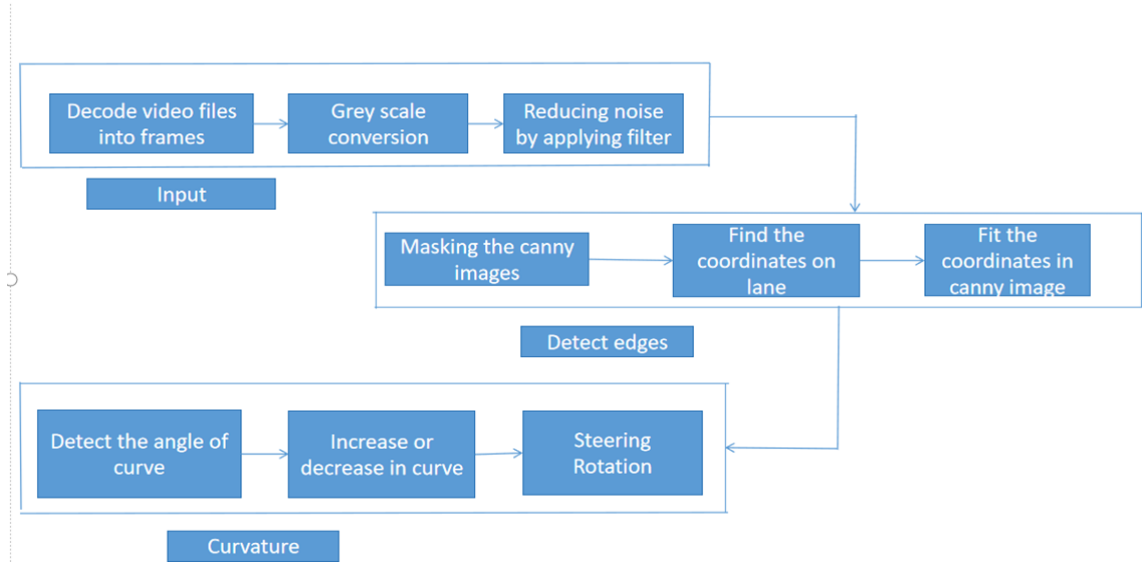 Decode video files
into frames
Grey scale
conversion
Reducing noise
by applying filter
Input
Masking the canny
images
Find the
coordinates on
lane
Fit the
coordinates in
canny image
Detect edges
Detect the angle of
curve
Increase or
decrease in curve
Steering
Rotation
Curvature